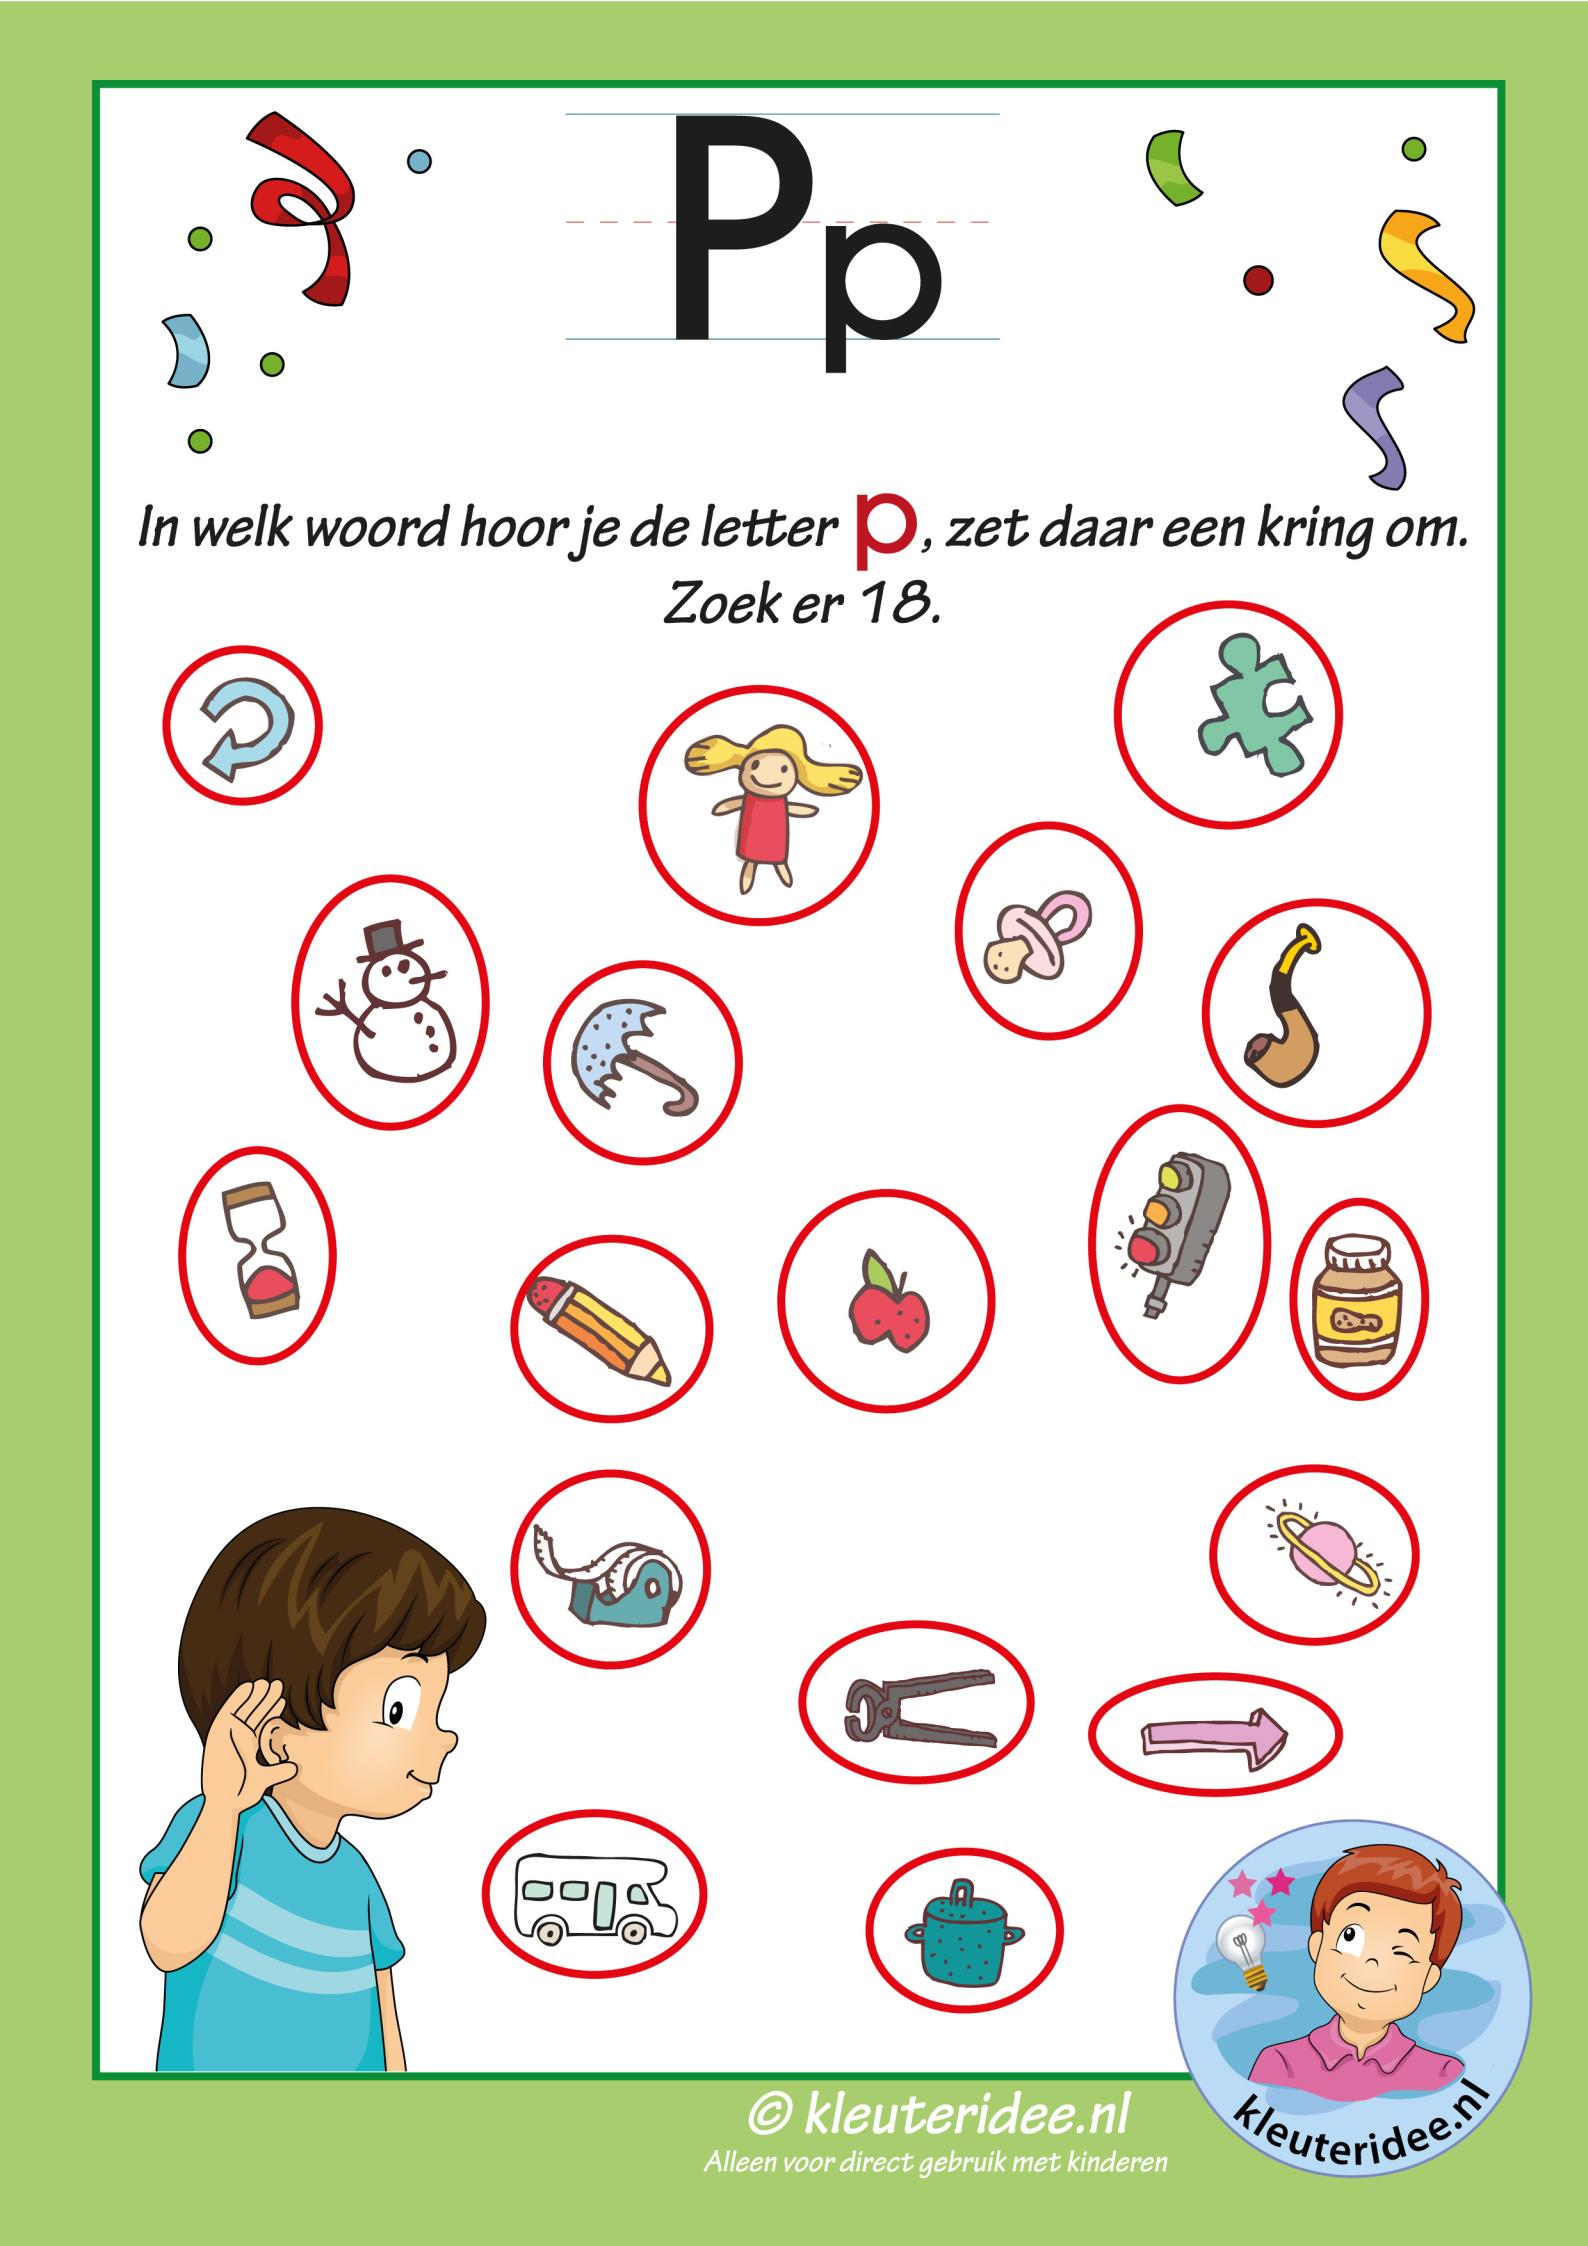 Pp
In welk woord hoor je de letter p, zet daar een kring om.
Zoek er 18.
© kleuteridee.nl
Alleen voor direct gebruik met kinderen
kleuteridee.nl